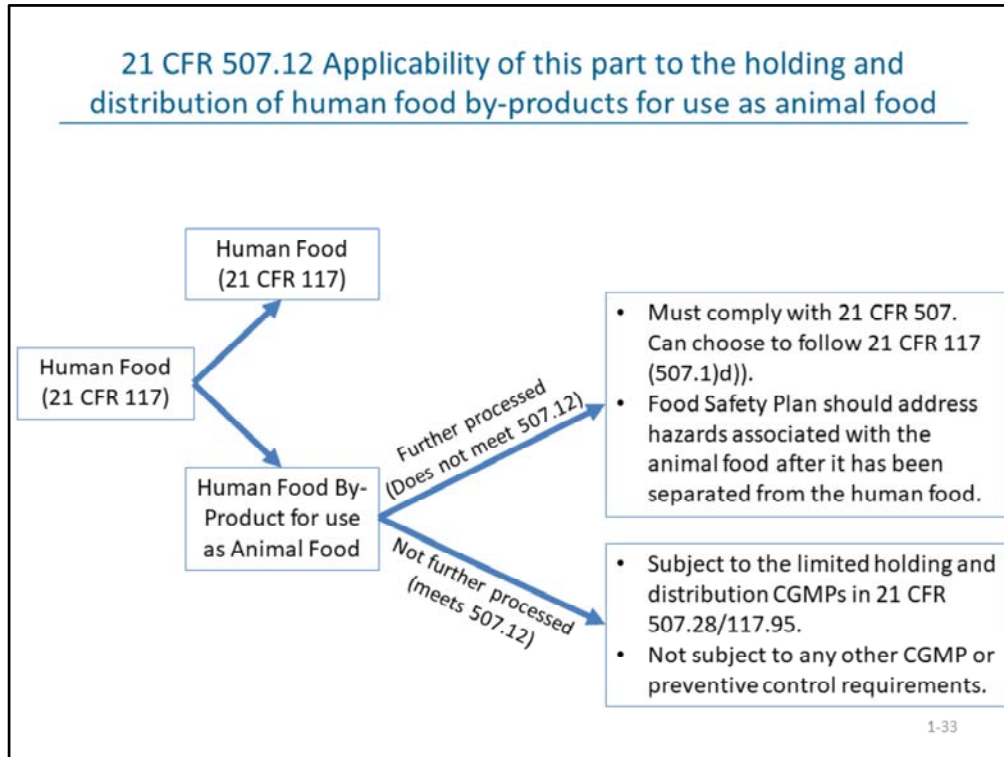 21 CFR 507.12 Applicability of this part to the holding and
distribution of human food by-products for use as animal food
Human Food
(21 CFR 117)
Human Food
(21 CFR 117)
Human Food By-
Product for use
as Animal Food
Further processed
(Does not meet 507.12)
Not further processed
(meets 507.12)
• Must comply with 21 CFR 507.
Can choose to follow 21 CFR 117
(507.1)d)).
• Food Safety Plan should address
hazards associated with the
animal food after it has been
separated from the human food.
• Subject to the limited holding and
distribution CGMPs in 21 CFR
507.28/117.95.
• Not subject to any other CGMP or
preventive control requirements.
1-33